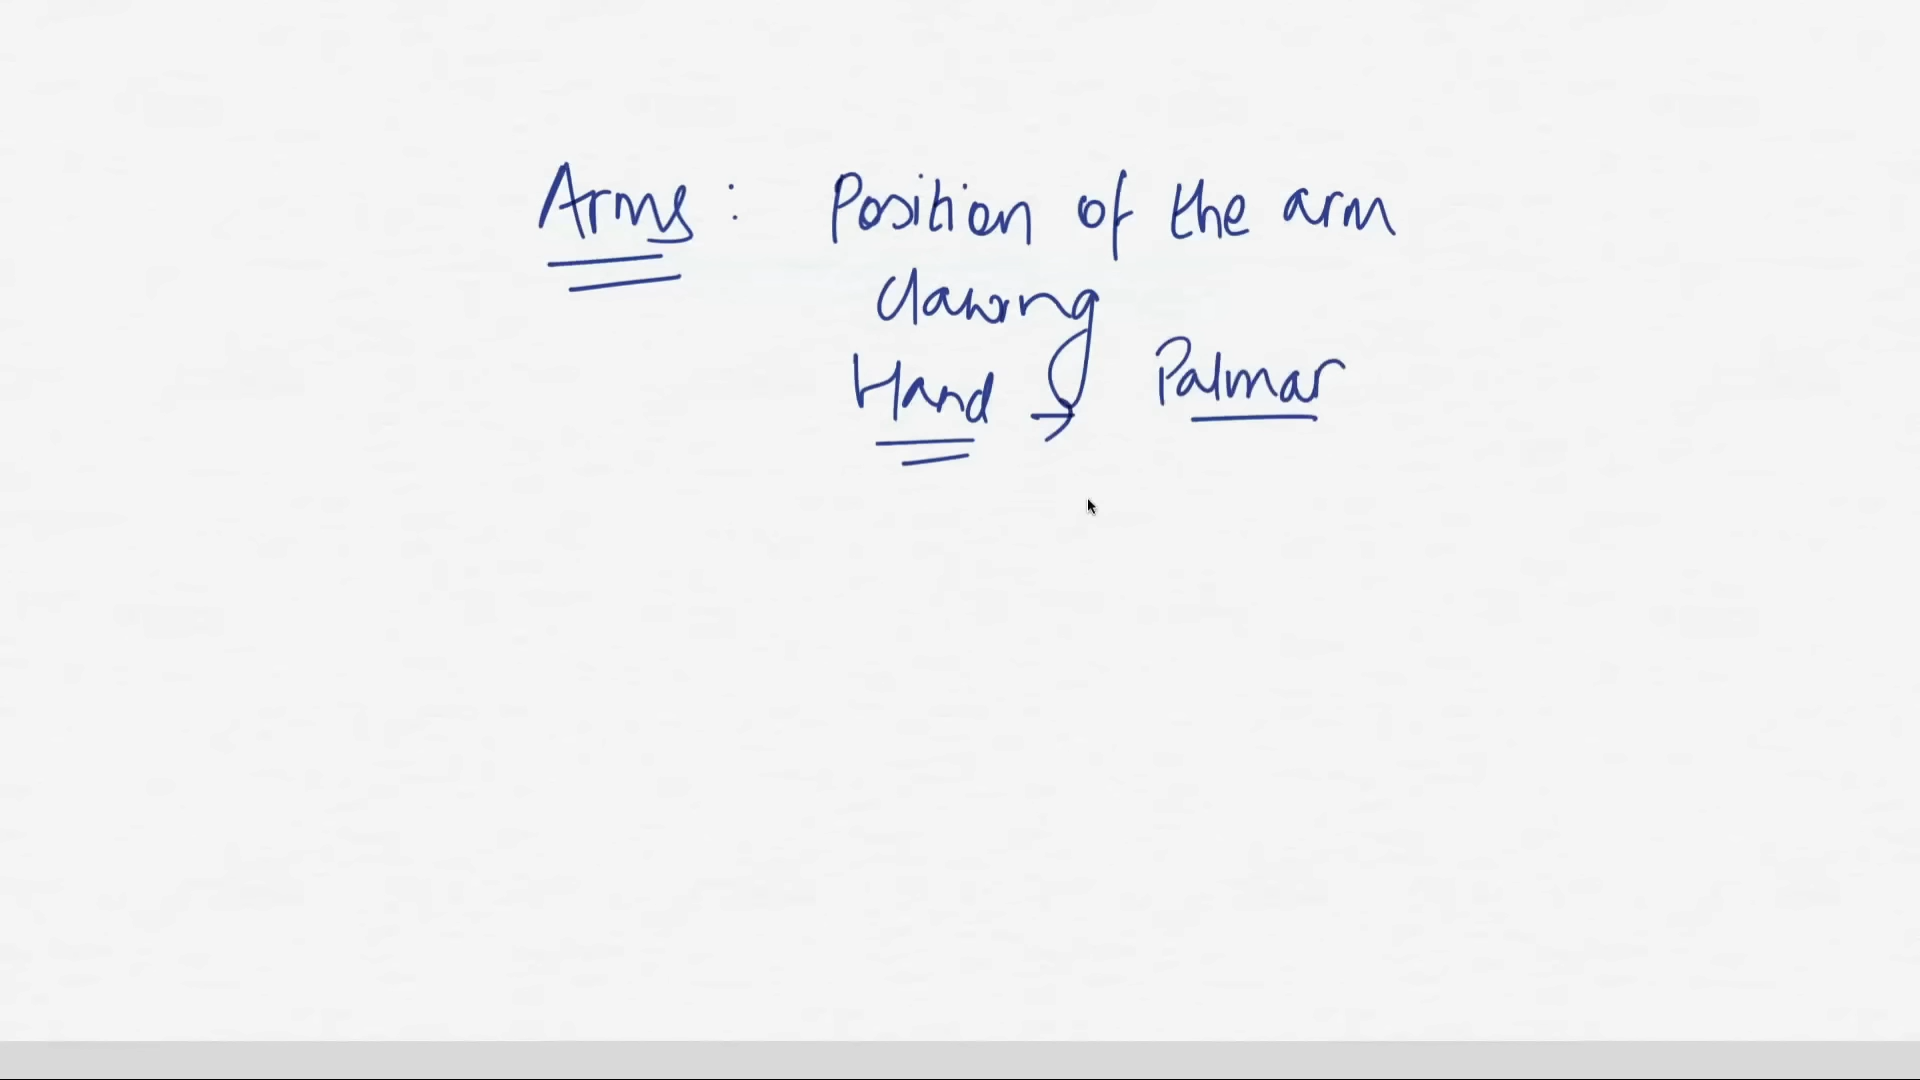 Arms : Position of the arm
clawing
Hand → Palmar